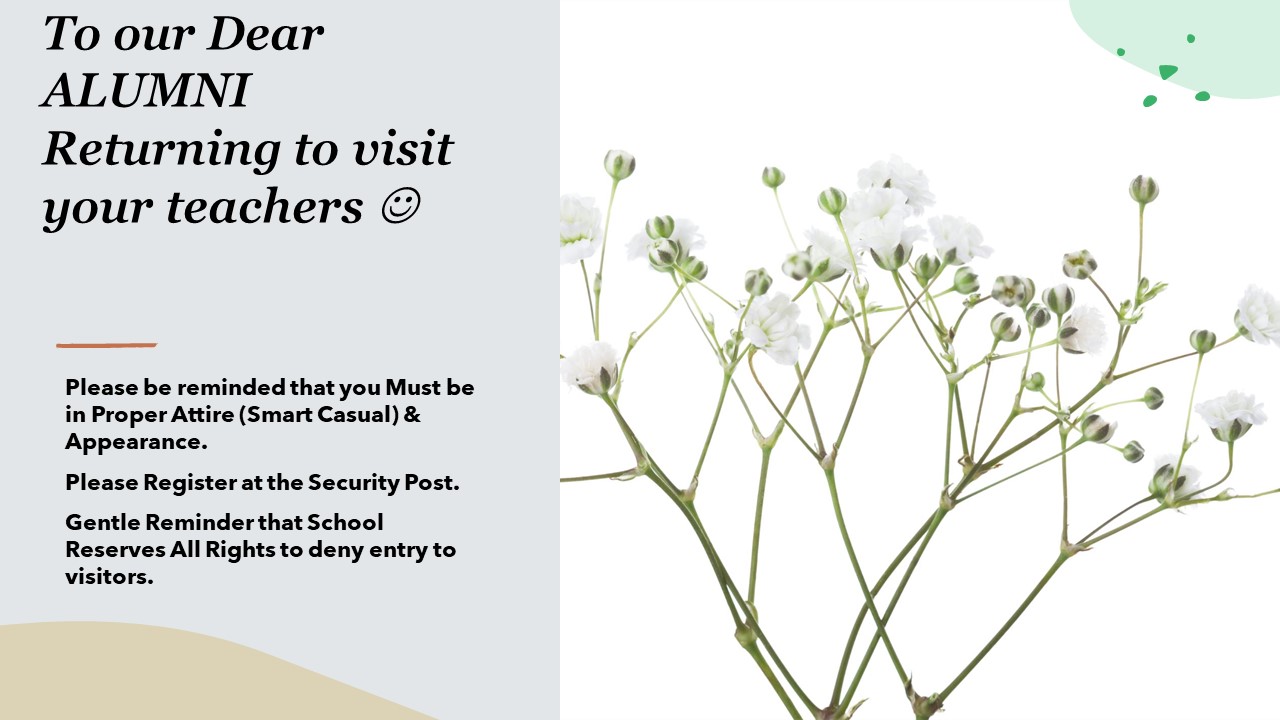 To our Dear
ALUMNI
Returning to visit
your teachers ☺
Please be reminded that you Must be
in Proper Attire (Smart Casual) &
Appearance.
Please Register at the Security Post.
Gentle Reminder that School
Reserves All Rights to deny entry to
visitors.